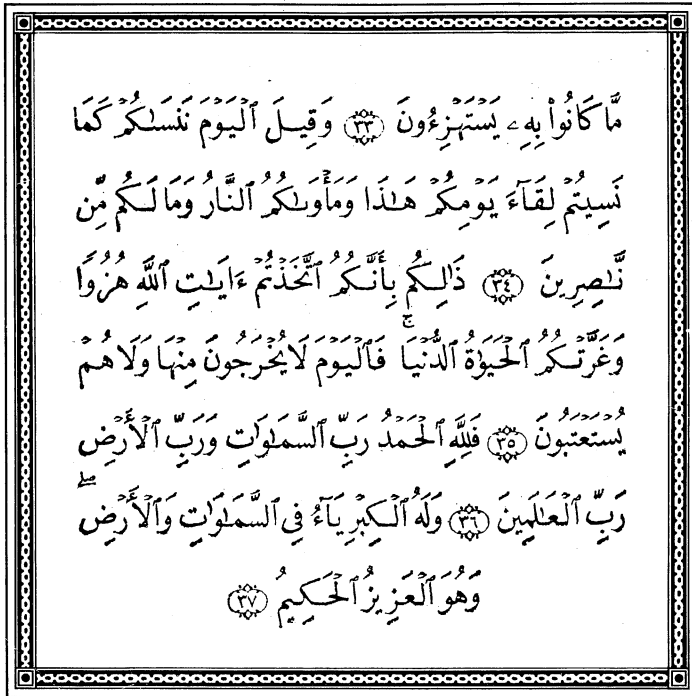 مَّا كَانُوا۟ بِهِۦ يَسْتَهْزِءُونَ ٣٣ وَقِيلَ ٱلْيَوْمَ نَنسَىٰكُمْ كَمَا
نَسِيتُمْ لِقَآءَ يَوْمِكُمْ هَٰذَا وَمَأْوَىٰكُمُ ٱلنَّارُ وَمَا لَكُم مِّن
نَّٰصِرِينَ ٣٤ ذَٰلِكُم بِأَنَّكُمُ ٱتَّخَذْتُمْ ءَايَٰتِ ٱللَّهِ هُزُوًا
وَغَرَّتْكُمُ ٱلْحَيَوٰةُ ٱلدُّنْيَا ۚ فَٱلْيَوْمَ لَا يُخْرَجُونَ مِنْهَا وَلَا هُمْ
يُسْتَعْتَبُونَ ٣٥ فَلِلَّهِ ٱلْحَمْدُ رَبِّ ٱلسَّمَٰوَٰتِ وَرَبِّ ٱلْأَرْضِ
رَبِّ ٱلْعَٰلَمِينَ ٣٦ وَلَهُ ٱلْكِبْرِيَآءُ فِى ٱلسَّمَٰوَٰتِ وَٱلْأَرْضِ ۖ
وَهُوَ ٱلْعَزِيزُ ٱلْحَكِيمُ ٣٧